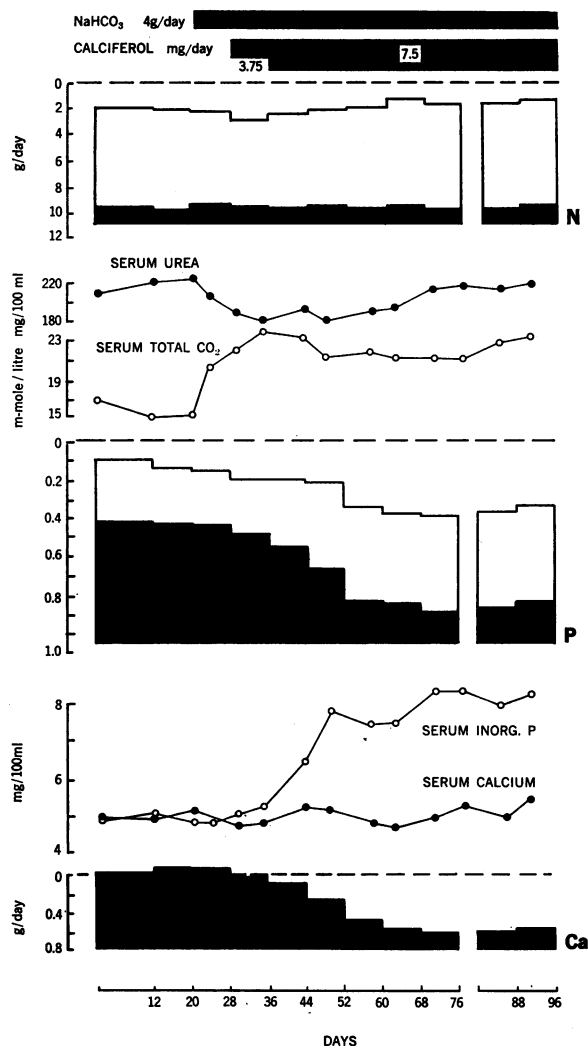 NaHCO₃ 4g/day
CALCIFEROL mg/day
3.75
7.5
0
2
4
6
8
10
12
g/day
N
SERUM UREA
220
180
mg/100 ml
SERUM TOTAL CO₂
23
19
15
m-mole/litre
0
0.2
0.4
0.6
0.8
1.0
P
8
6
4
mg/100ml
SERUM INORG. P
SERUM CALCIUM
0
0.4
0.8
g/day
Ca
12 20 28 36 44 52 60 68 76 88 96
DAYS